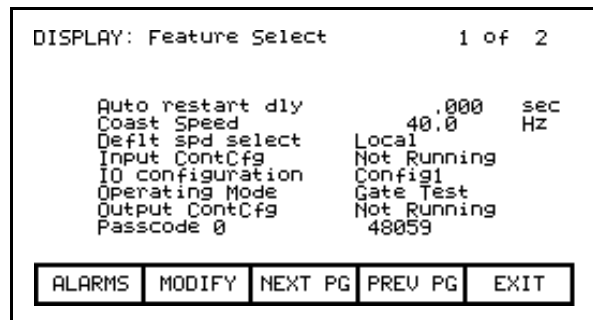 DISPLAY: Feature Select 1 of 2
Auto restart dly .000 sec
Coast Speed 40.0 Hz
Deflt spd select Local
Input ContCfg Not Running
IO configuration Config1
Operating Mode Gate Test
Output ContCfg Not Running
Passcode 0 48059
ALARMS MODIFY NEXT PG PREV PG EXIT